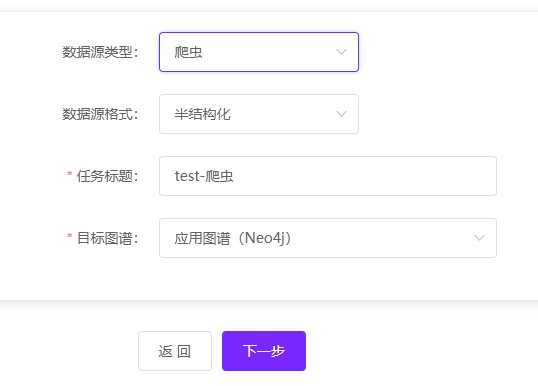 数据源类型： 爬虫
数据源格式： 半结构化
* 任务标题： test-爬虫
* 目标图谱： 应用图谱（Neo4j）
返 回 下一步